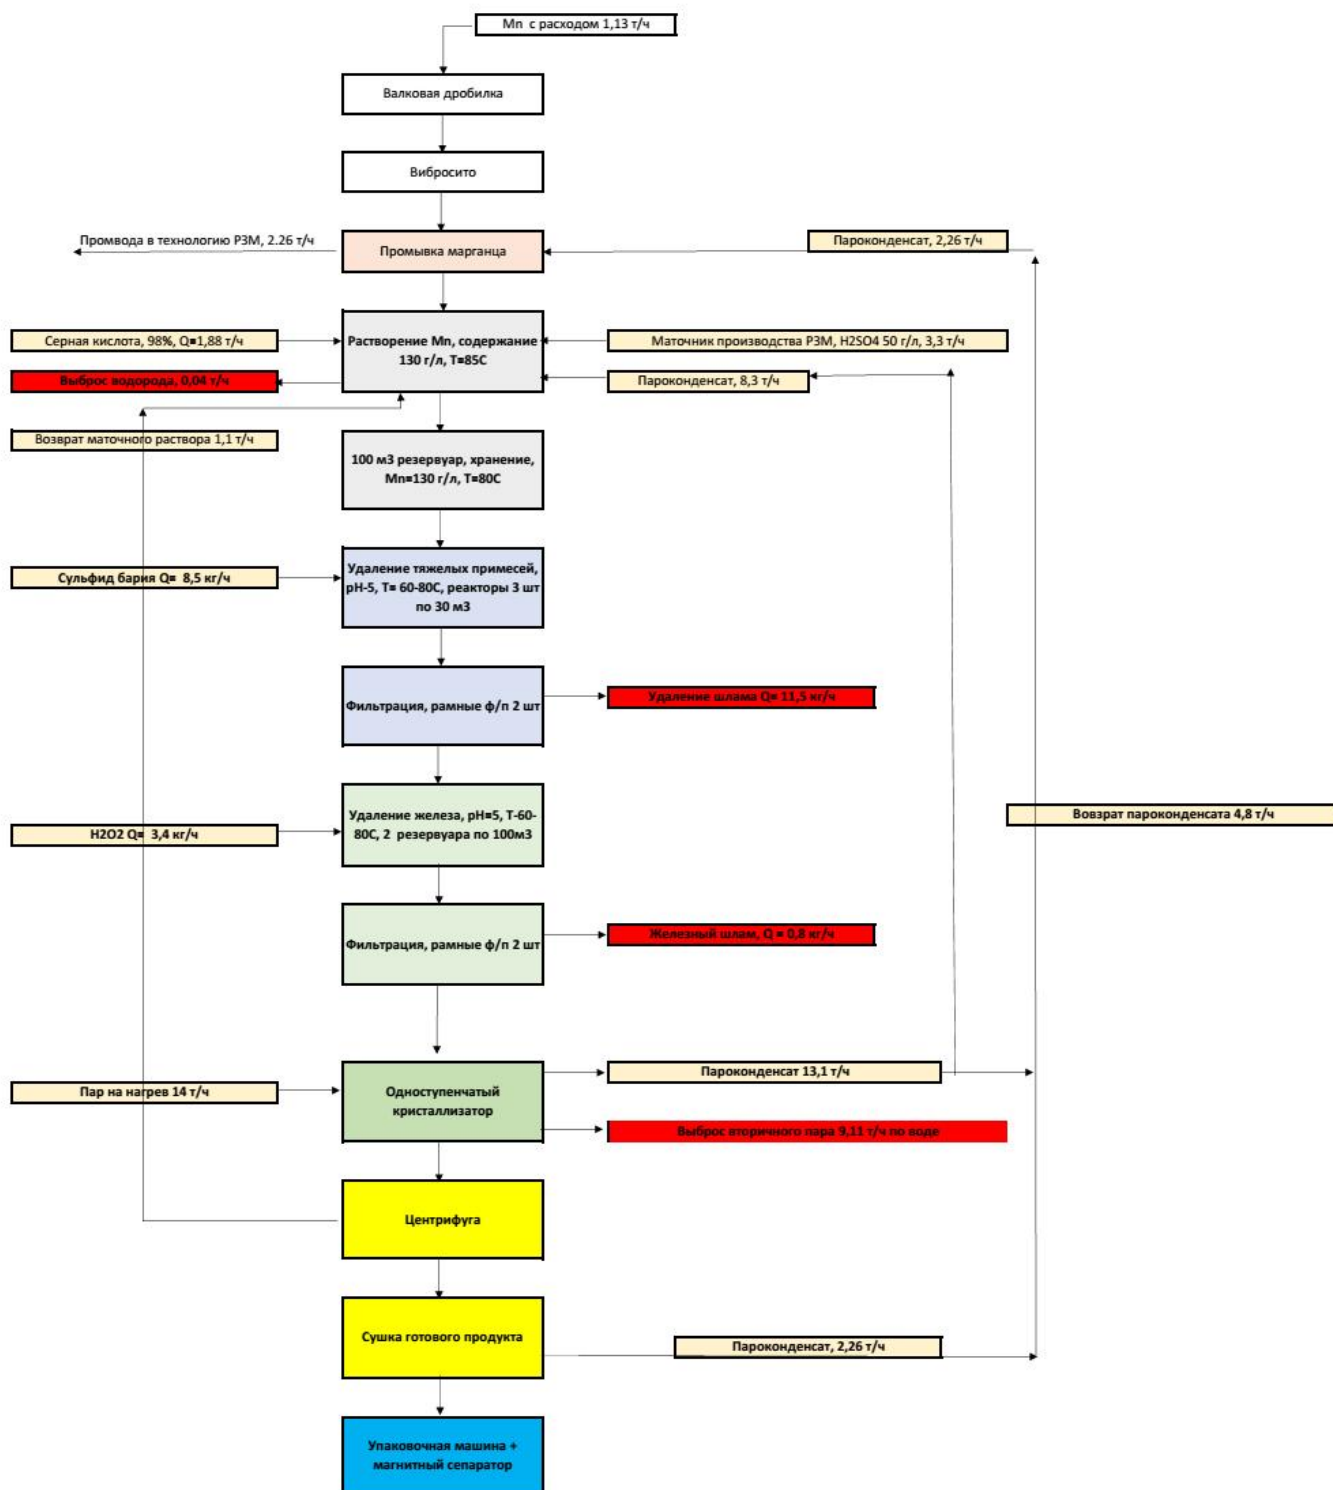 Mn с расходом 1,13 т/ч
Валковая дробилка
Вибросито
Промвода в технологию РЗМ, 2.26 т/ч
Промывка марганца
Пароконденсат, 2,26 т/ч
Серная кислота, 98%, Q=1,88 т/ч
Растворение Mn, содержание
130 г/л, Т=85С
Маточник производства РЗМ, H2SO4 50 г/л, 3,3 т/ч
Выброс водорода, 0,04 т/ч
Пароконденсат, 8,3 т/ч
Возврат маточного раствора 1,1 т/ч
100 м3 резервуар, хранение,
Mn=130 г/л, Т=80С
Сульфид бария Q= 8,5 кг/ч
Удаление тяжелых примесей,
pH-5, Т= 60-80С, реакторы 3 шт
по 30 м3
Фильтрация, рамные ф/п 2 шт
Удаление шлама Q= 11,5 кг/ч
H2O2 Q= 3,4 кг/ч
Удаление железа, pH=5, Т-60-
80С, 2 резервуара по 100м3
Вовзрат пароконденсата 4,8 т/ч
Фильтрация, рамные ф/п 2 шт
Железный шлам, Q = 0,8 кг/ч
Пар на нагрев 14 т/ч
Одноступенчатый
кристаллизатор
Пароконденсат 13,1 т/ч
Выброс вторичного пара 9,11 т/ч по воде
Центрифуга
Сушка готового продукта
Пароконденсат, 2,26 т/ч
Упаковочная машина +
магнитный сепаратор